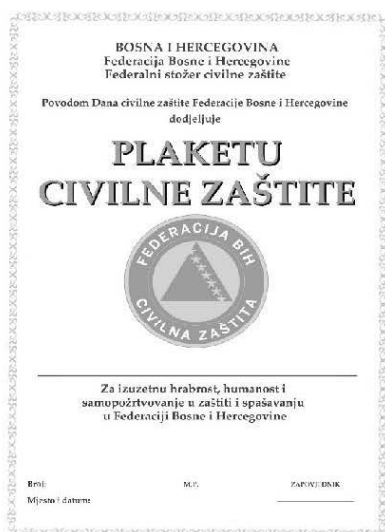 BOSNA I HERCEGOVINA
Federacija Bosne i Hercegovine
Federalni stožer civilne zaštite
Povodom Dana civilne zaštite Federacije Bosne i Hercegovine
dodjeljuje
PLAKETU
CIVILNE ZAŠTITE
FEDERACIJA BIH
CIVILNA ZAŠTITA
Za izuzetnu hrabrost, humanost i
samopožrtvovanje u zaštiti i spašavanju
u Federaciji Bosne i Hercegovine
Broj: M.P. ZAPOVJEDNIK
Mjesto i datum: